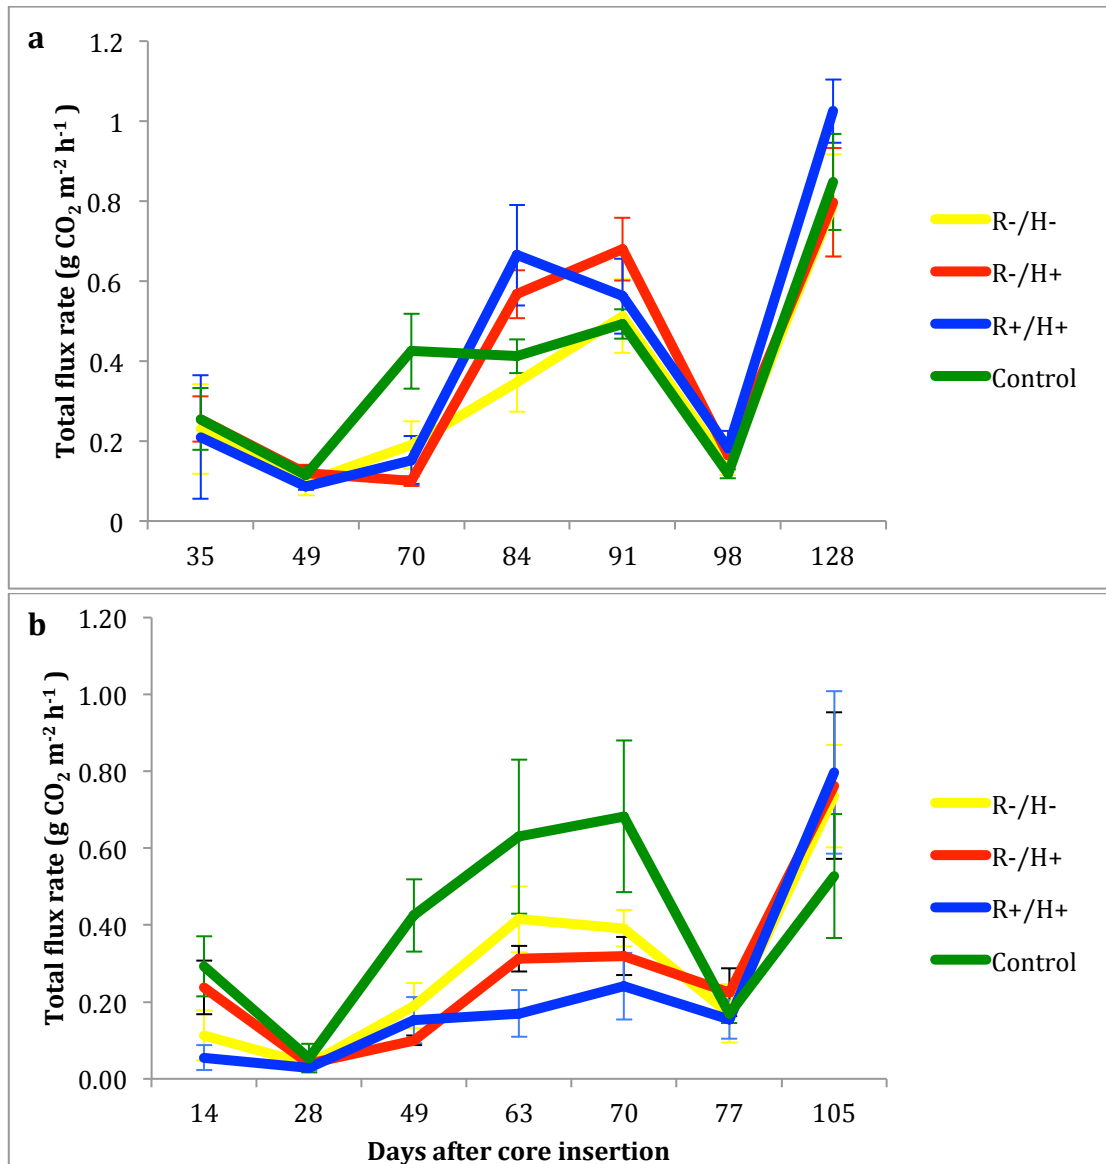 a
Total flux rate (g CO₂ m⁻² h⁻¹ )
1.2
1
0.8
0.6
0.4
0.2
0
35 49 70 84 91 98 128
R-/H-
R-/H+
R+/H+
Control
b
Total flux rate (g CO₂ m⁻² h⁻¹ )
1.20
1.00
0.80
0.60
0.40
0.20
0.00
14 28 49 63 70 77 105
Days after core insertion
R-/H-
R-/H+
R+/H+
Control